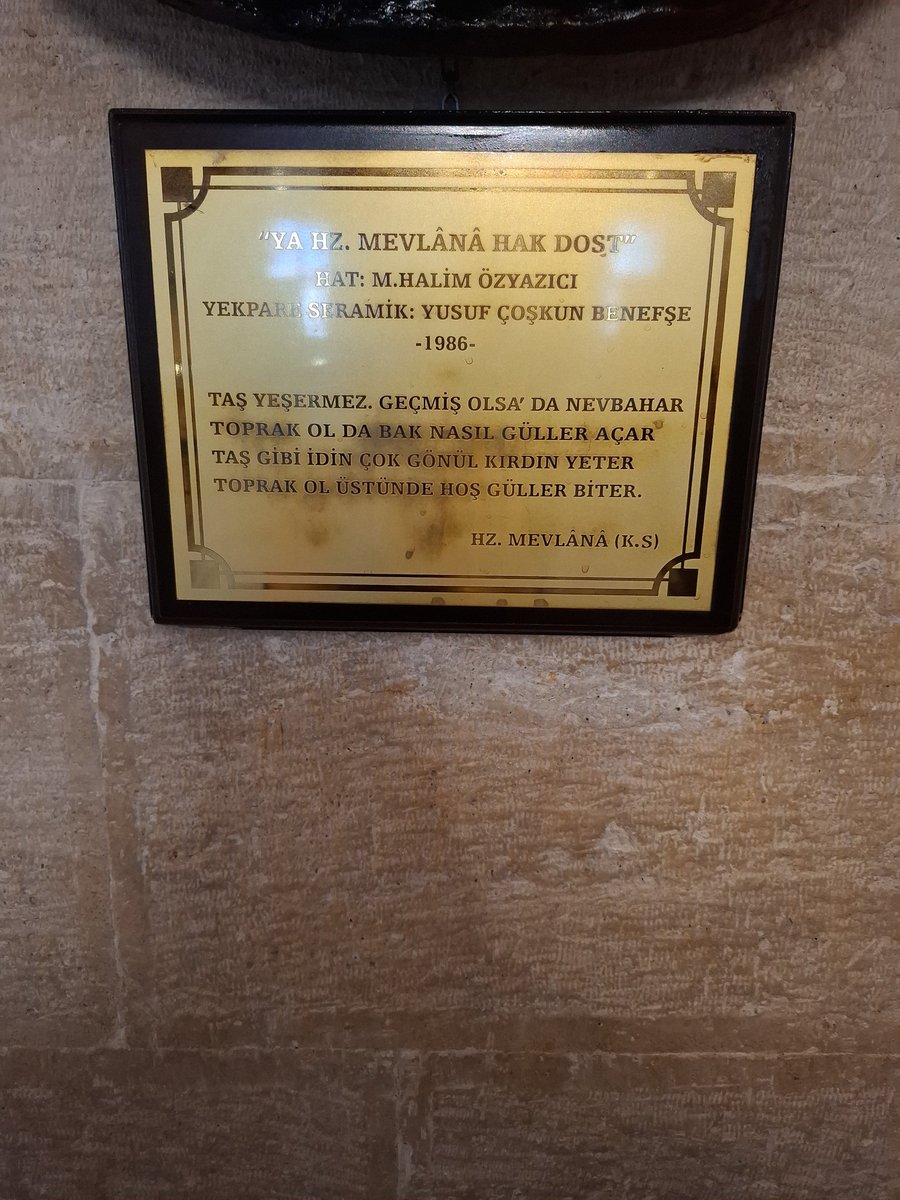 "YA HZ. MEVLÂNÂ HAK DOST"
HAT: M.HALİM ÖZYAZICI
YEKPARE SERAMİK: YUSUF ÇOŞKUN BENEFŞE
-1986-
TAŞ YEŞERMEZ. GEÇMİŞ OLSA' DA NEVBAHAR
TOPRAK OL DA BAK NASIL GÜLLER AÇAR
TAŞ GİBİ İDİN ÇOK GÖNÜL KIRDIN YETER
TOPRAK OL ÜSTÜNDE HOŞ GÜLLER BİTER.
HZ. MEVLÂNÂ (K.S)